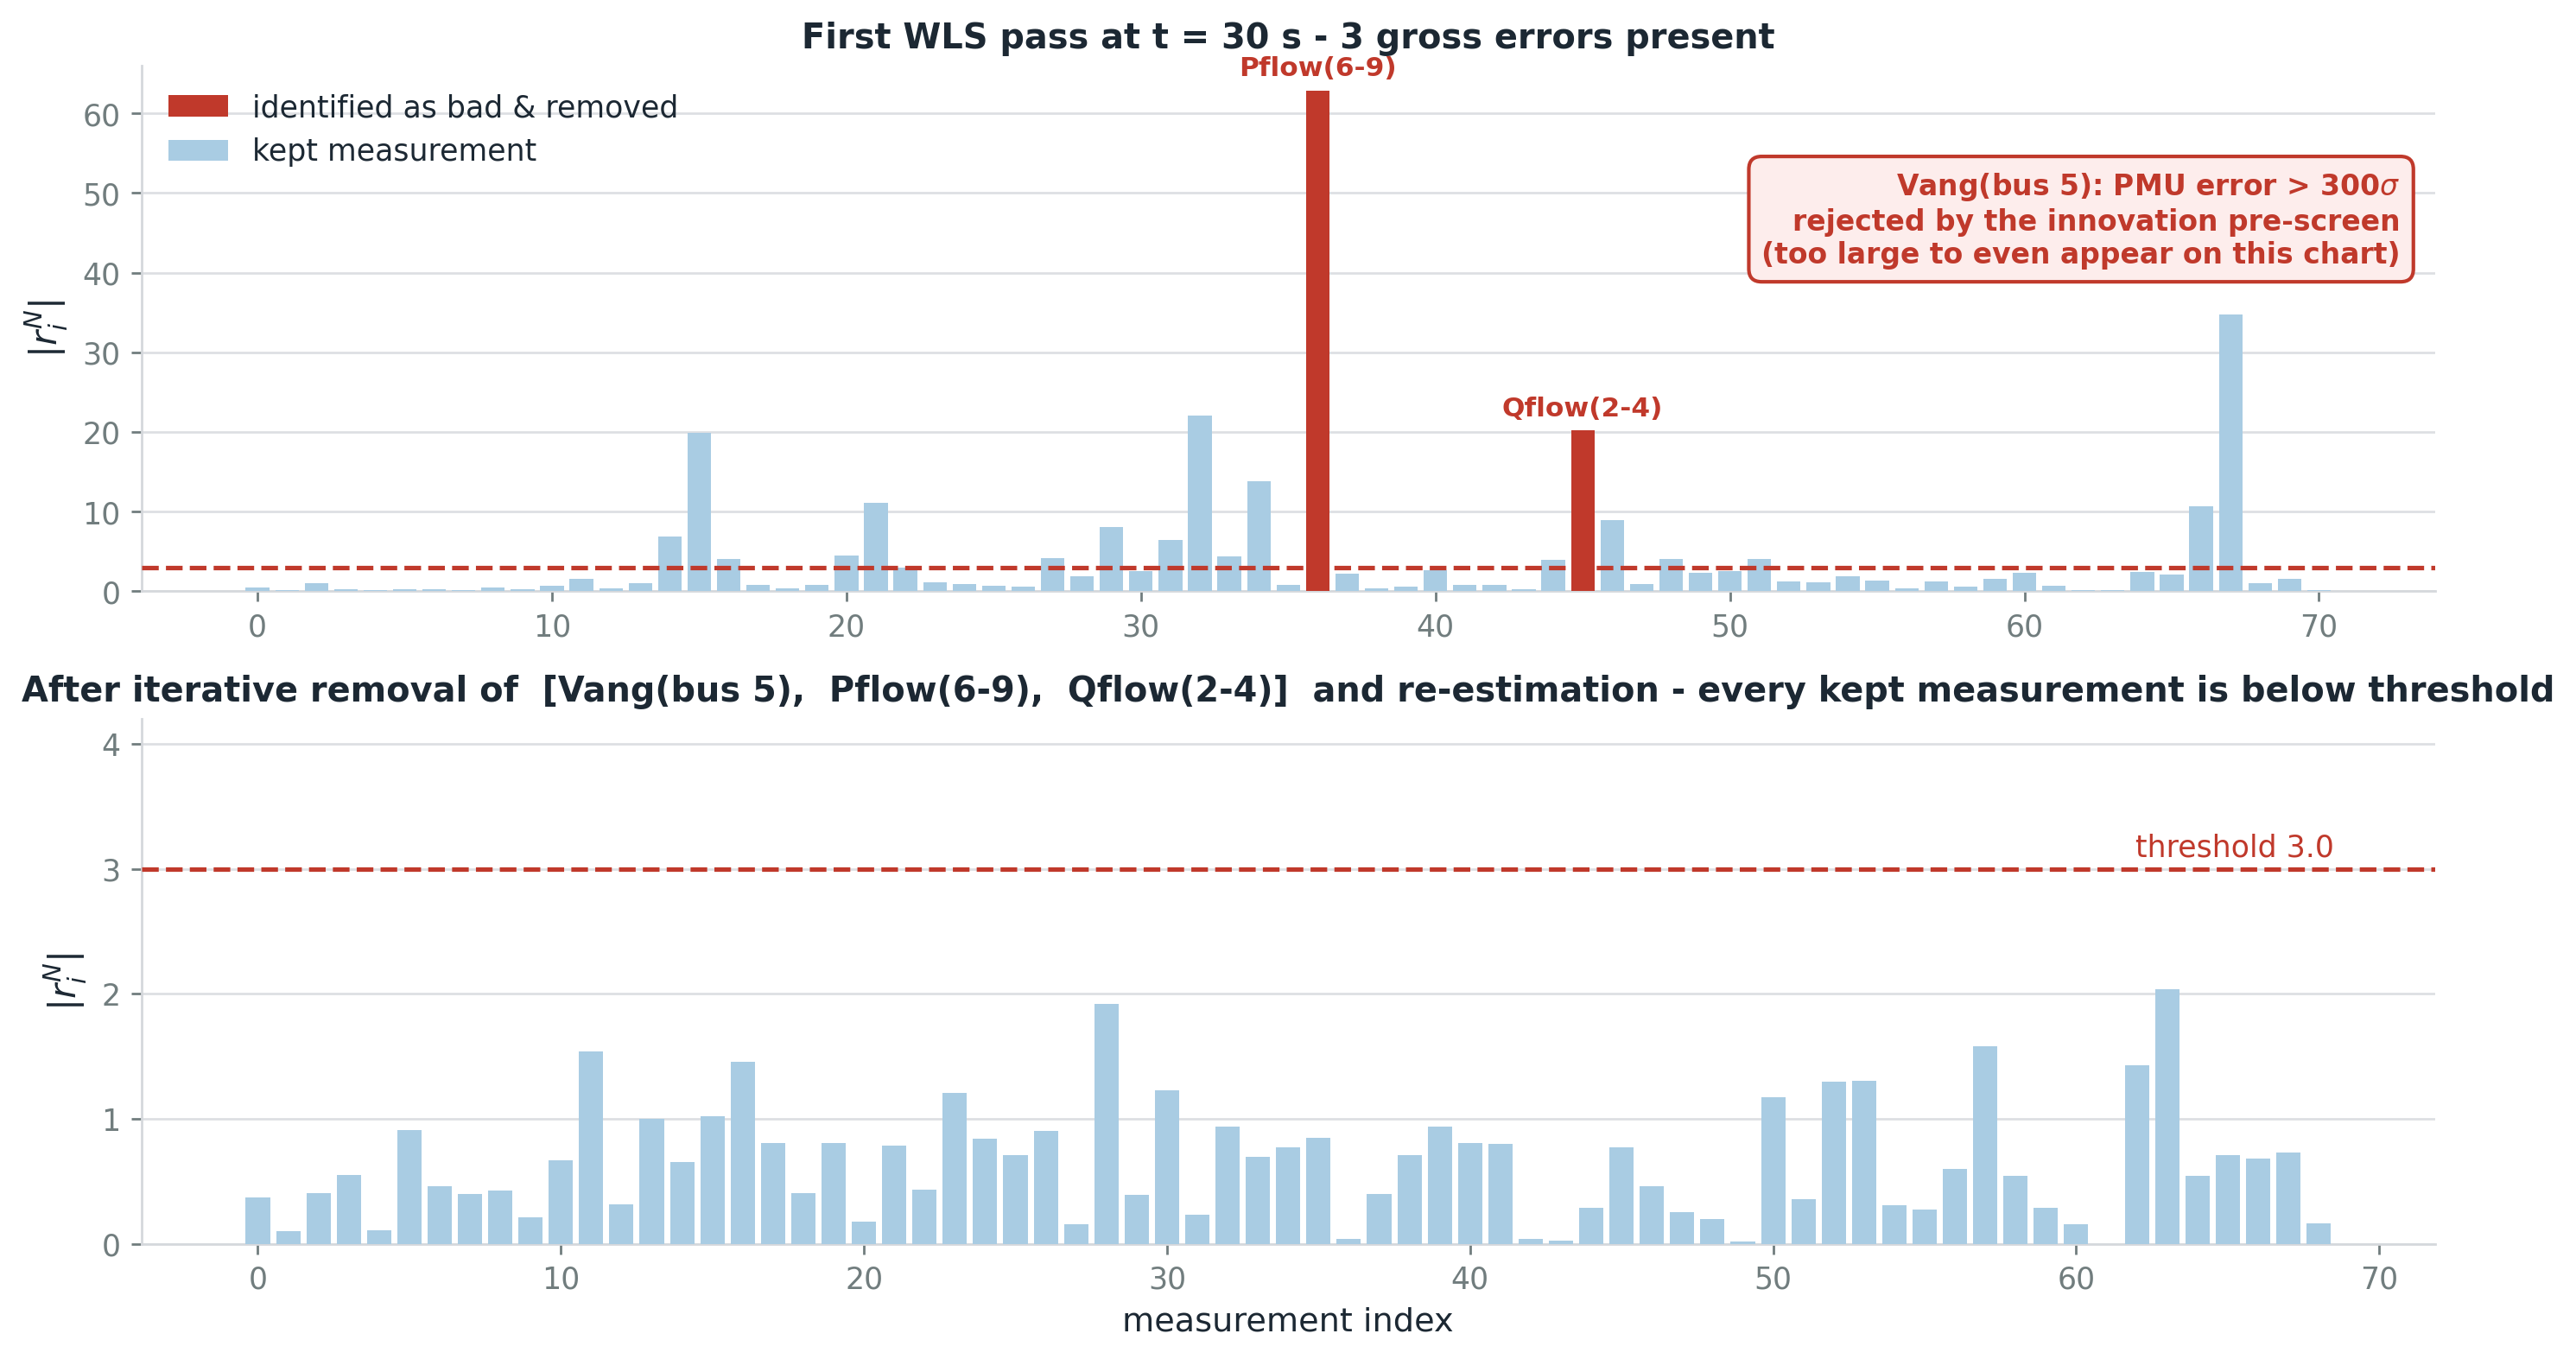 First WLS pass at t = 30 s - 3 gross errors present
Pflow(6-9)
identified as bad & removed
kept measurement
Vang(bus 5): PMU error > 300σ
rejected by the innovation pre-screen
(too large to even appear on this chart)
Qflow(2-4)
|r_i^N|
60
50
40
30
20
10
0
0 10 20 30 40 50 60 70
After iterative removal of [Vang(bus 5), Pflow(6-9), Qflow(2-4)] and re-estimation - every kept measurement is below threshold
threshold 3.0
|r_i^N|
4
3
2
1
0
0 10 20 30 40 50 60 70
measurement index